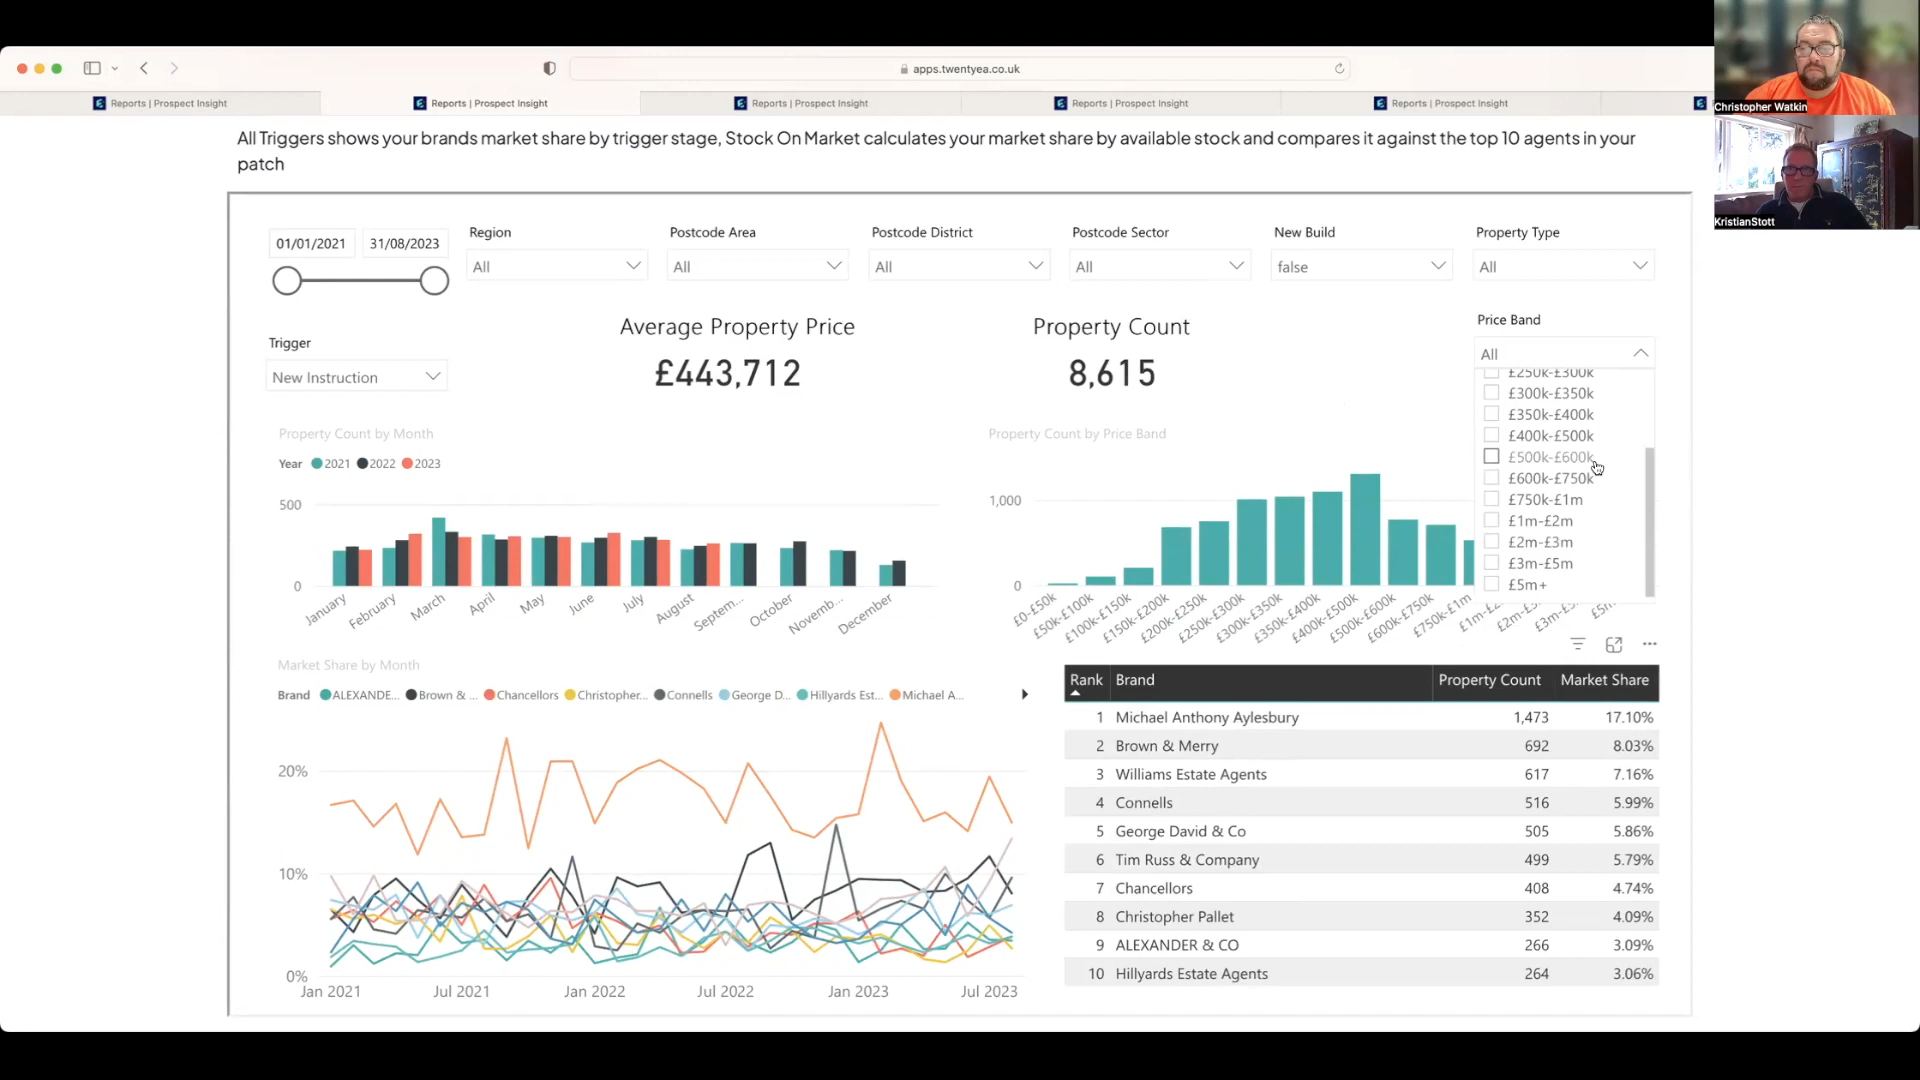 apps.twentyea.co.uk
Reports | Prospect Insight
Reports | Prospect Insight
Reports | Prospect Insight
Reports | Prospect Insight
Reports | Prospect Insight
Christopher Watkin
KristianStott
All Triggers shows your brands market share by trigger stage, Stock On Market calculates your market share by available stock and compares it against the top 10 agents in your
patch
01/01/2021 31/08/2023
Region
All
Postcode Area
All
Postcode District
All
Postcode Sector
All
New Build
false
Property Type
All
Trigger
New Instruction
Average Property Price
£443,712
Property Count
8,615
Price Band
All
£250k-£300k
£300k-£350k
£350k-£400k
£400k-£500k
£500k-£600k
£600k-£750k
£750k-£1m
£1m-£2m
£2m-£3m
£3m-£5m
£5m+
Property Count by Month
Year 2021 2022 2023
500
0
January February March April May June July August Septem... October Novemb... December
Property Count by Price Band
1,000
0
£0-£50k £50k-£100k £100k-£150k £150k-£200k £200k-£250k £250k-£300k £300k-£350k £350k-£400k £400k-£500k £500k-£600k £600k-£750k £750k-£1m
Market Share by Month
Brand ALEXANDE... Brown & ... Chancellors Christopher... Connells George D... Hillyards Est... Michael A...
20%
10%
0%
Jan 2021 Jul 2021 Jan 2022 Jul 2022 Jan 2023 Jul 2023
Rank Brand Property Count Market Share
1 Michael Anthony Aylesbury 1,473 17.10%
2 Brown & Merry 692 8.03%
3 Williams Estate Agents 617 7.16%
4 Connells 516 5.99%
5 George David & Co 505 5.86%
6 Tim Russ & Company 499 5.79%
7 Chancellors 408 4.74%
8 Christopher Pallet 352 4.09%
9 ALEXANDER & CO 266 3.09%
10 Hillyards Estate Agents 264 3.06%